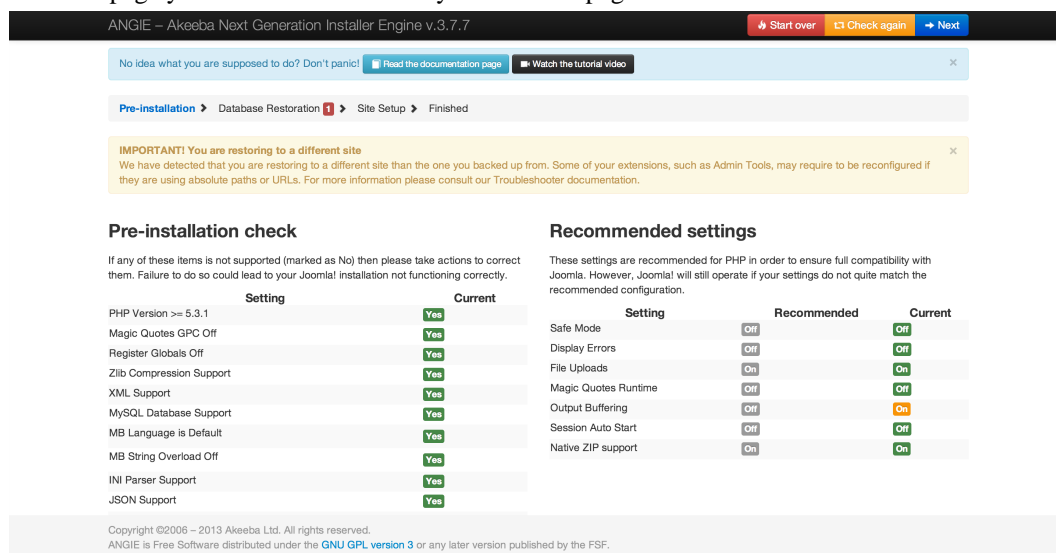 ANGIE – Akeeba Next Generation Installer Engine v.3.7.7
Start over
Check again
Next
No idea what you are supposed to do? Don't panic!
Read the documentation page
Watch the tutorial video
×
Pre-installation
Database Restoration 1
Site Setup
Finished
IMPORTANT! You are restoring to a different site
×
We have detected that you are restoring to a different site than the one you backed up from. Some of your extensions, such as Admin Tools, may require to be reconfigured if
they are using absolute paths or URLs. For more information please consult our Troubleshooter documentation.
Pre-installation check
If any of these items is not supported (marked as No) then please take actions to correct
them. Failure to do so could lead to your Joomla! installation not functioning correctly.
Setting Current
PHP Version >= 5.3.1 Yes
Magic Quotes GPC Off Yes
Register Globals Off Yes
Zlib Compression Support Yes
XML Support Yes
MySQL Database Support Yes
MB Language is Default Yes
MB String Overload Off Yes
INI Parser Support Yes
JSON Support Yes
Recommended settings
These settings are recommended for PHP in order to ensure full compatibility with
Joomla. However, Joomla! will still operate if your settings do not quite match the
recommended configuration.
Setting Recommended Current
Safe Mode Off Off
Display Errors Off Off
File Uploads On On
Magic Quotes Runtime Off Off
Output Buffering Off On
Session Auto Start Off Off
Native ZIP support On On
Copyright ©2006 – 2013 Akeeba Ltd. All rights reserved.
ANGIE is Free Software distributed under the GNU GPL version 3 or any later version published by the FSF.